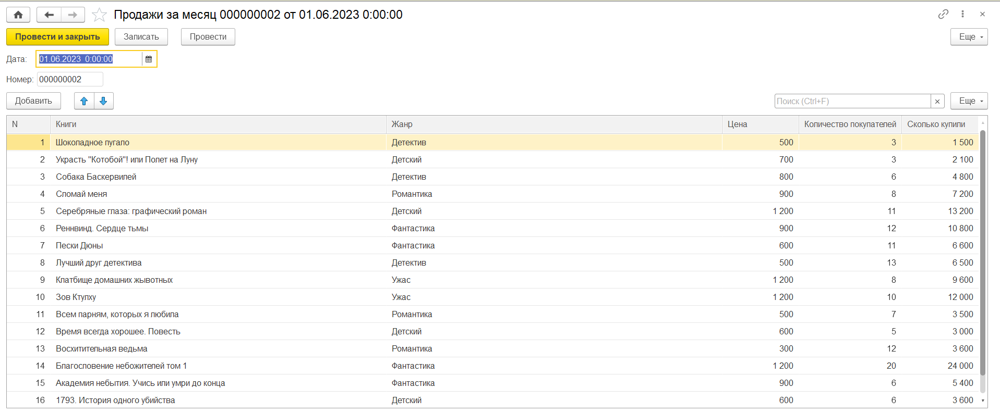 Продажи за месяц 000000002 от 01.06.2023 0:00:00
Провести и закрыть Записать Провести Еще
Дата: 01.06.2023 0:00:00
Номер: 000000002
Добавить Поиск (Ctrl+F) × Еще
N Книги Жанр Цена Количество покупателей Сколько купили
1 Шоколадное пугало Детектив 500 3 1 500
2 Украсть "Котобой"! или Полет на Луну Детский 700 3 2 100
3 Собака Баскервилей Детектив 800 6 4 800
4 Сломай меня Романтика 900 8 7 200
5 Серебряные глаза: графический роман Детский 1 200 11 13 200
6 Реннвинд. Сердце тьмы Фантастика 900 12 10 800
7 Пески Дюны Фантастика 600 11 6 600
8 Лучший друг детектива Детектив 500 13 6 500
9 Клатбище домашних жывотных Ужас 1 200 8 9 600
10 Зов Ктулху Ужас 1 200 10 12 000
11 Всем парням, которых я любила Романтика 500 7 3 500
12 Время всегда хорошее. Повесть Детский 600 5 3 000
13 Восхитительная ведьма Романтика 300 12 3 600
14 Благословение небожителей том 1 Фантастика 1 200 20 24 000
15 Академия небытия. Учись или умри до конца Фантастика 900 6 5 400
16 1793. История одного убийства Детский 600 6 3 600